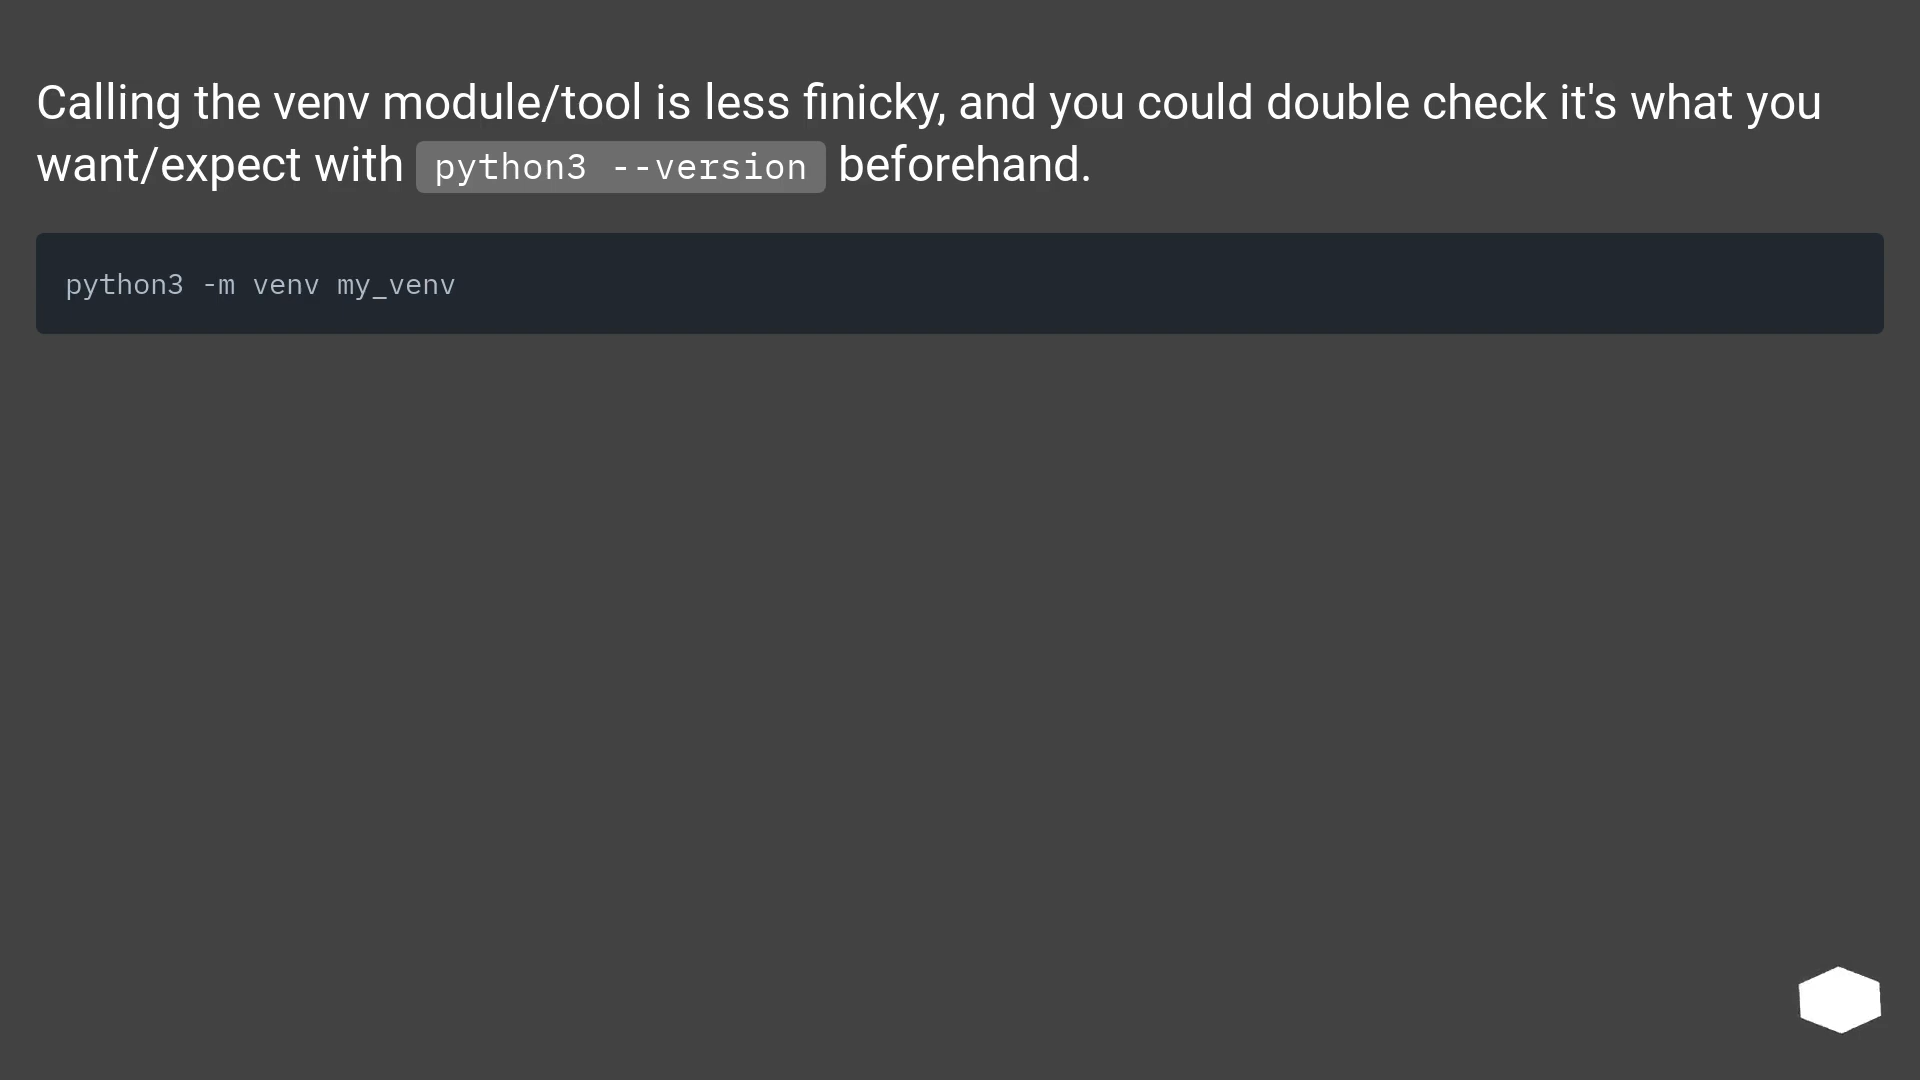 Calling the venv module/tool is less finicky, and you could double check it's what you
want/expect with python3 --version beforehand.
python3 -m venv my_venv